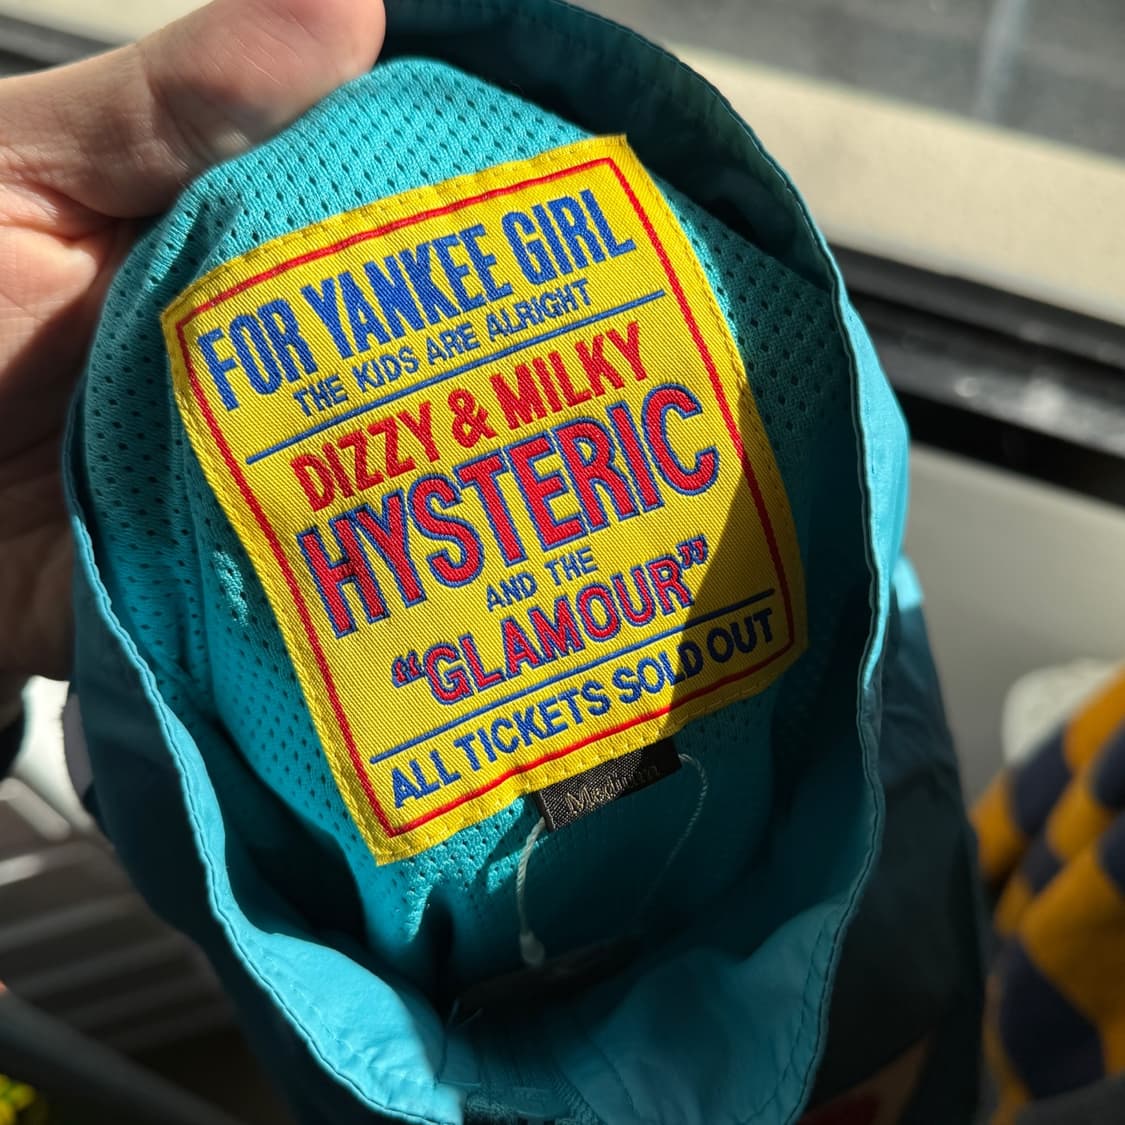 FOR YANKEE GIRL
THE KIDS ARE ALRIGHT
DIZZY & MILKY
HYSTERIC
AND THE
“GLAMOUR”
ALL TICKETS SOLD OUT
Medium